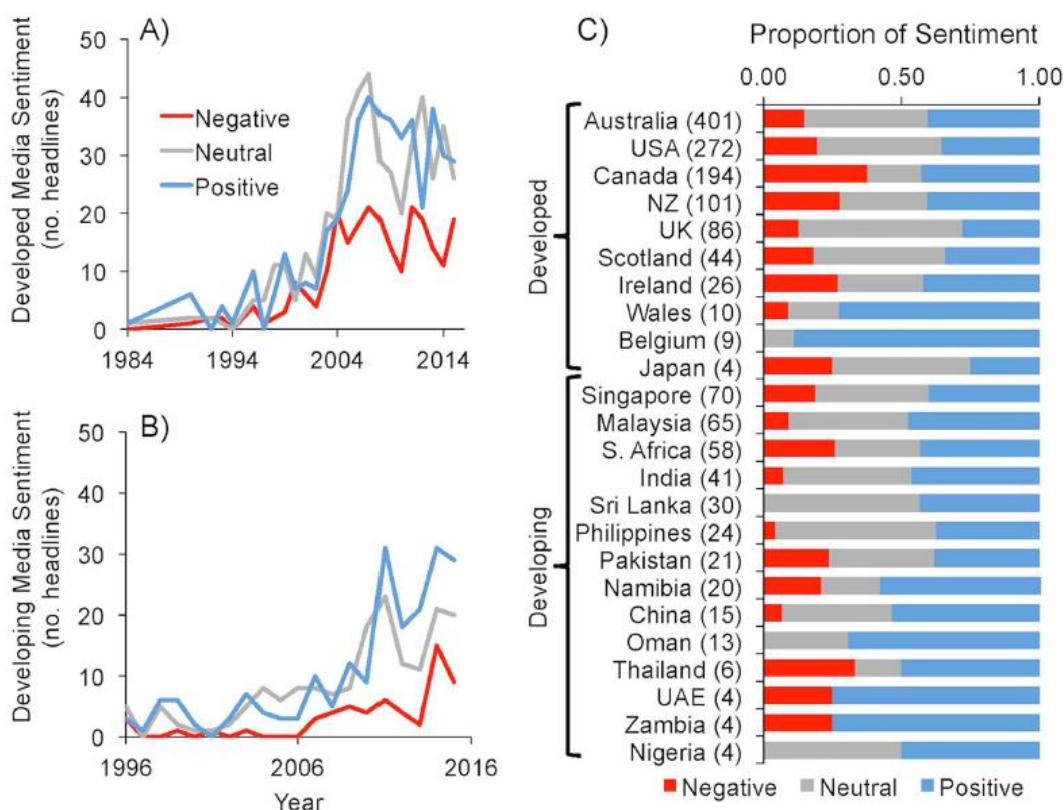 A)
Developed Media Sentiment
(no. headlines)
50
40
30
20
10
0
Negative
Neutral
Positive
1984
1994
2004
2014
B)
Developing Media Sentiment
(no. headlines)
50
40
30
20
10
0
1996
2006
2016
Year
C)
Proportion of Sentiment
0.00
0.50
1.00
Developed
Australia (401)
USA (272)
Canada (194)
NZ (101)
UK (86)
Scotland (44)
Ireland (26)
Wales (10)
Belgium (9)
Japan (4)
Developing
Singapore (70)
Malaysia (65)
S. Africa (58)
India (41)
Sri Lanka (30)
Philippines (24)
Pakistan (21)
Namibia (20)
China (15)
Oman (13)
Thailand (6)
UAE (4)
Zambia (4)
Nigeria (4)
Negative
Neutral
Positive